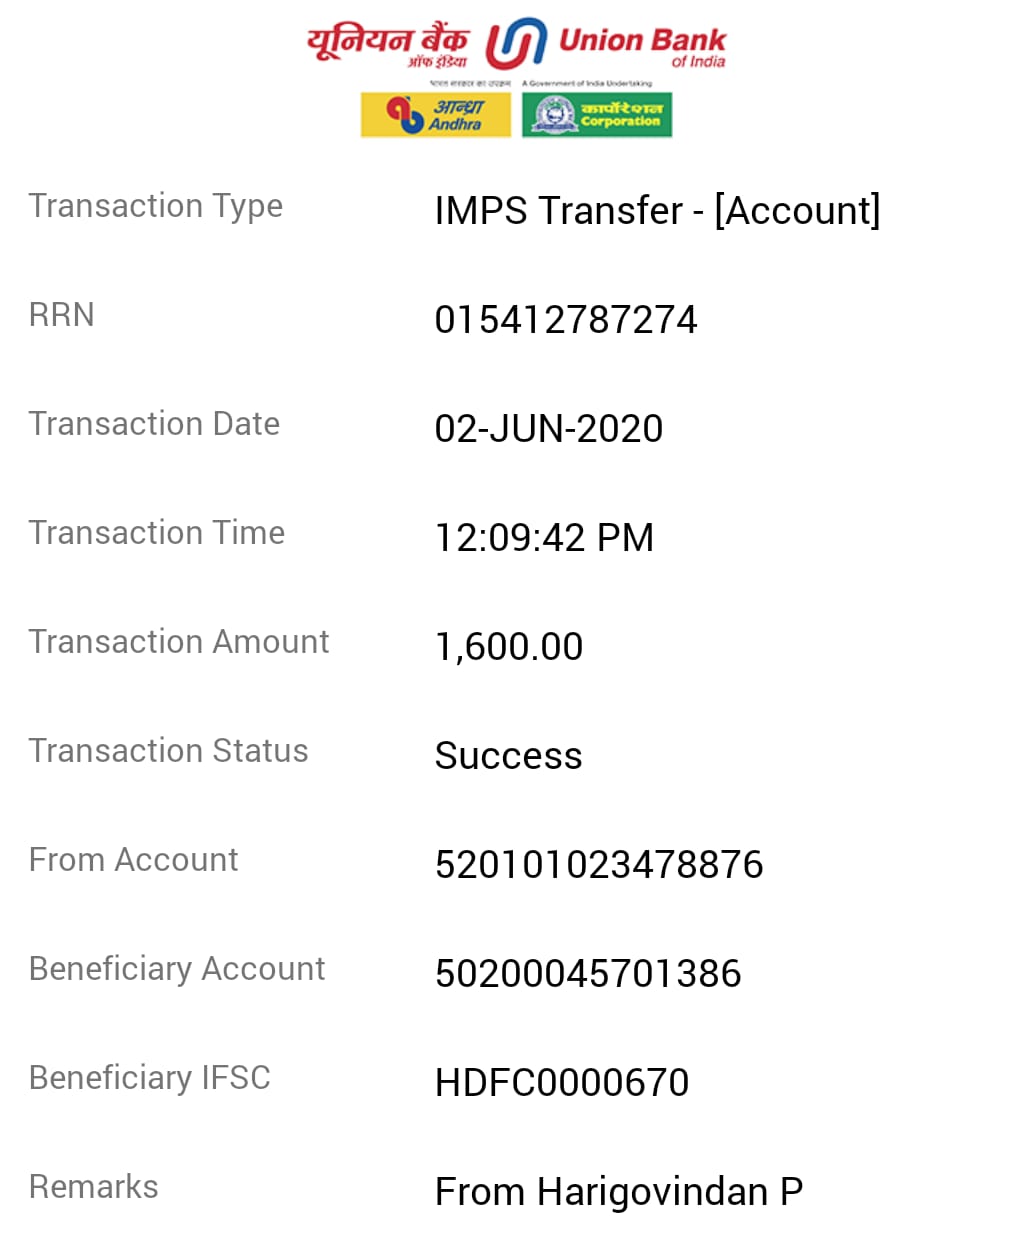 यूनियन बैंक Union Bank
ऑफ इंडिया of India
भारत सरकार का उपक्रम A Government of India Undertaking
आन्ध्रा Andhra
कार्पोरेशन Corporation
Transaction Type IMPS Transfer - [Account]
RRN 015412787274
Transaction Date 02-JUN-2020
Transaction Time 12:09:42 PM
Transaction Amount 1,600.00
Transaction Status Success
From Account 520101023478876
Beneficiary Account 50200045701386
Beneficiary IFSC HDFC0000670
Remarks From Harigovindan P